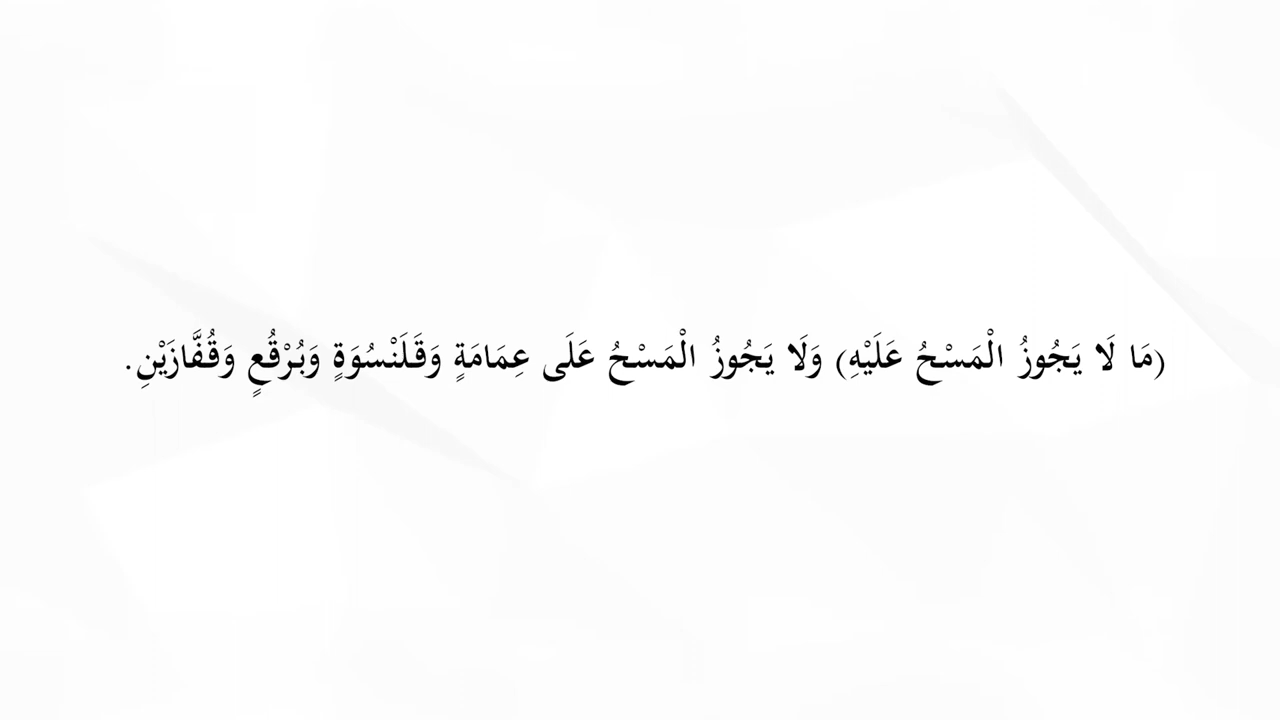 (مَا لَا يَجُوزُ الْمَسْحُ عَلَيْهِ) وَلَا يَجُوزُ الْمَسْحُ عَلَى عِمَامَةٍ وَقَلَنْسُوَةٍ وَبُرْقُعٍ وَقُفَّازَيْنِ.